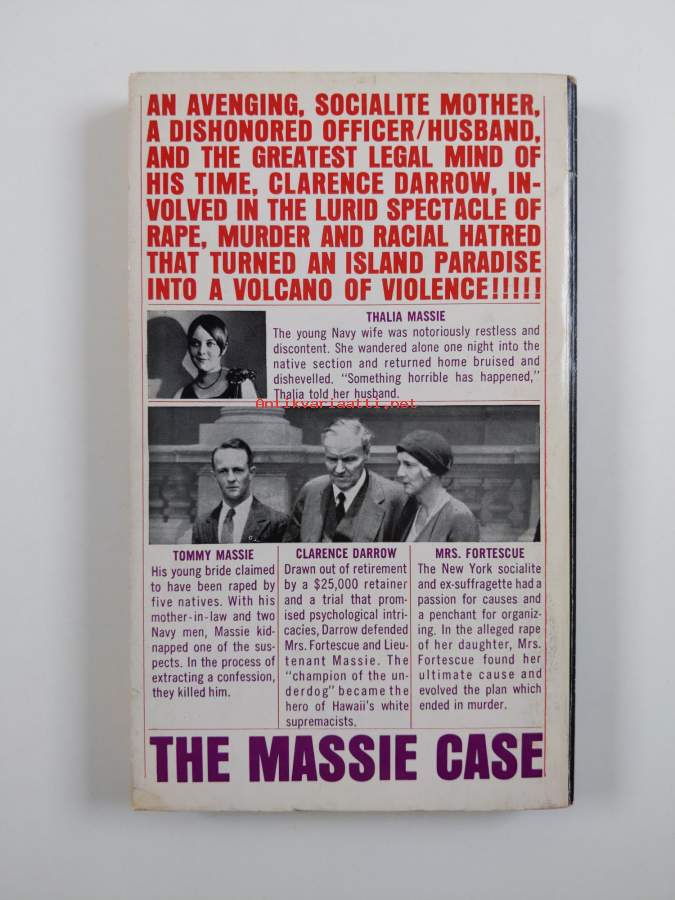 AN AVENGING, SOCIALITE MOTHER,
A DISHONORED OFFICER/HUSBAND,
AND THE GREATEST LEGAL MIND OF
HIS TIME, CLARENCE DARROW, IN-
VOLVED IN THE LURID SPECTACLE OF
RAPE, MURDER AND RACIAL HATRED
THAT TURNED AN ISLAND PARADISE
INTO A VOLCANO OF VIOLENCE!!!!!
THALIA MASSIE
The young Navy wife was notoriously restless and
discontent. She wandered alone one night into the
native section and returned home bruised and
dishevelled. "Something horrible has happened,"
Thalia told her husband.
Antikvariaatti.net
TOMMY MASSIE
His young bride claimed
to have been raped by
five natives. With his
mother-in-law and two
Navy men, Massie kid-
napped one of the sus-
pects. In the process of
extracting a confession,
they killed him.
CLARENCE DARROW
Drawn out of retirement
by a $25,000 retainer
and a trial that prom-
ised psychological intri-
cacies, Darrow defended
Mrs. Fortescue and Lieu-
tenant Massie. The
"champion of the un-
derdog" became the
hero of Hawaii's white
supremacists.
MRS. FORTESCUE
The New York socialite
and ex-suffragette had a
passion for causes and
a penchant for organiz-
ing. In the alleged rape
of her daughter, Mrs.
Fortescue found her
ultimate cause and
evolved the plan which
ended in murder.
THE MASSIE CASE